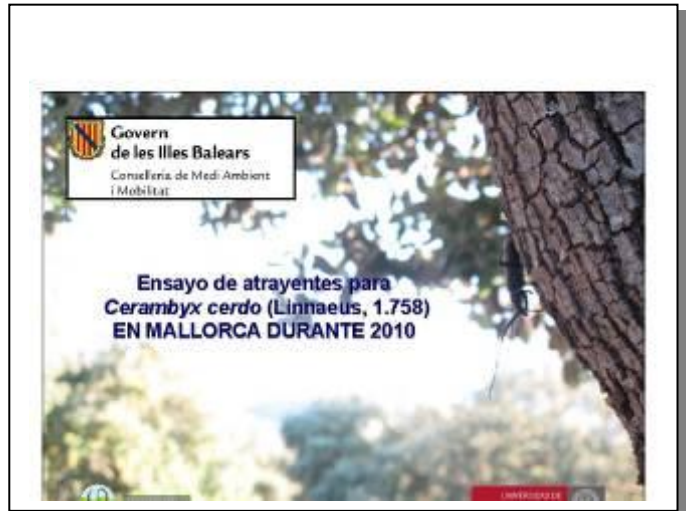 Govern
de les Illes Balears
Conselleria de Medi Ambient
i Mobilitat
Ensayo de atrayentes para
Cerambyx cerdo (Linnaeus, 1.758)
EN MALLORCA DURANTE 2010